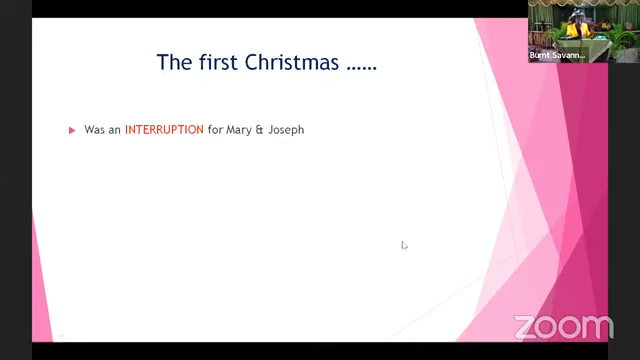 The first Christmas ......
Was an INTERRUPTION for Mary & Joseph
Burnt Savann...
zoom